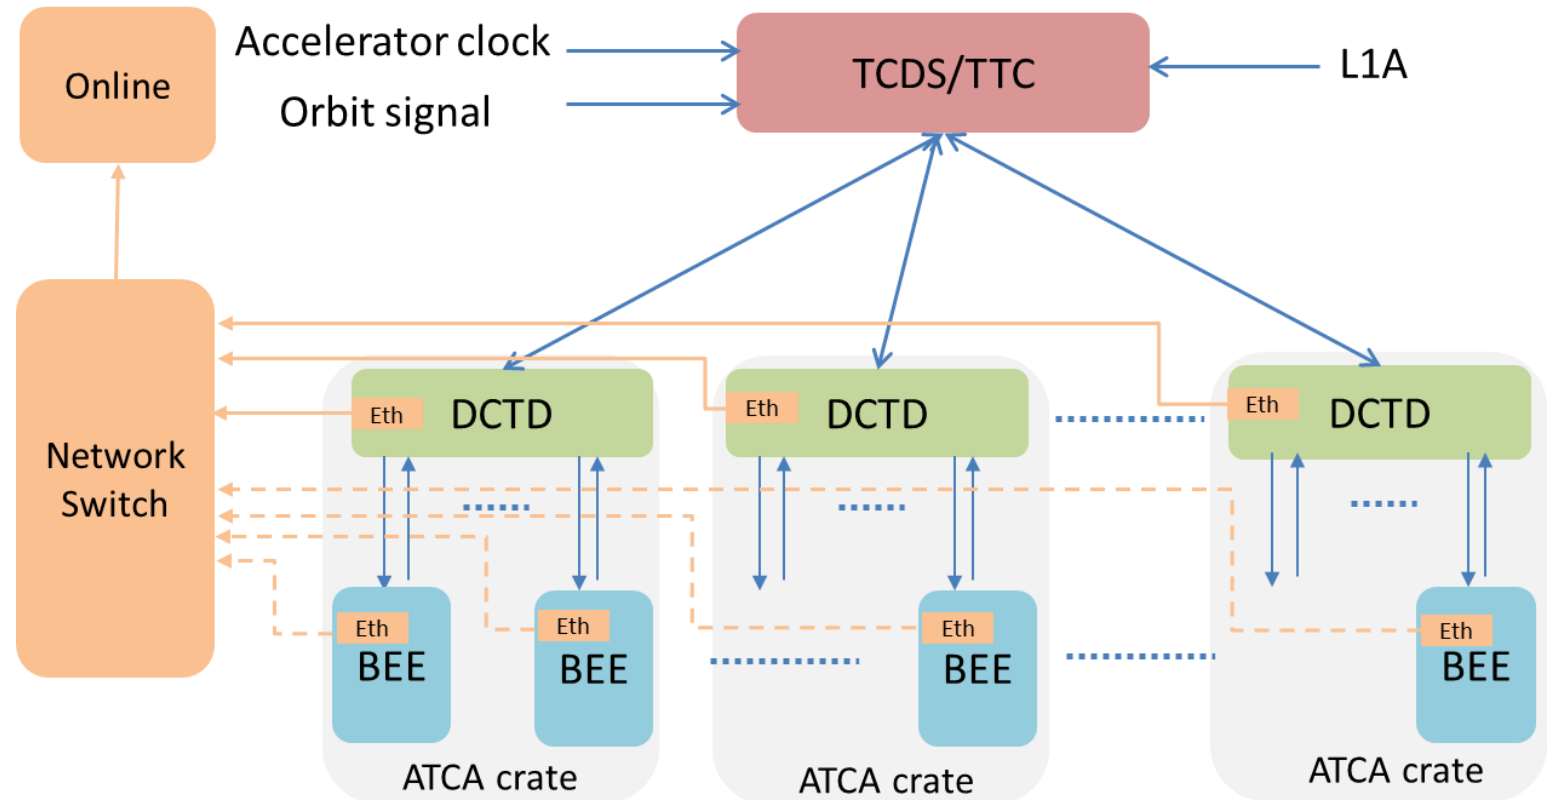 Online
Accelerator clock
Orbit signal
TCDS/TTC
L1A
Network
Switch
Eth
DCTD
Eth
DCTD
Eth
DCTD
Eth
BEE
Eth
BEE
Eth
BEE
Eth
BEE
ATCA crate
ATCA crate
ATCA crate